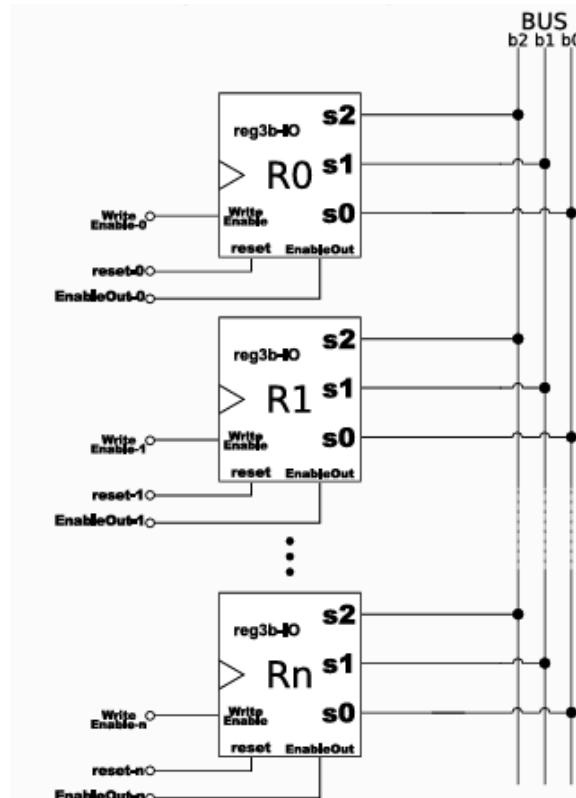 BUS
b2 b1 b0
reg3b-IO
s2
R0
s1
s0
Write
Enable-0
Write
Enable
reset
EnableOut
reset-0
EnableOut-0
reg3b-IO
s2
R1
s1
s0
Write
Enable-1
Write
Enable
reset
EnableOut
reset-1
EnableOut-1
reg3b-IO
s2
Rn
s1
s0
Write
Enable-n
Write
Enable
reset
EnableOut
reset-n
EnableOut-n